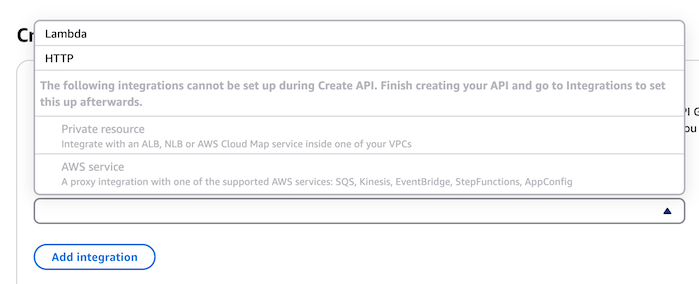 Cr
Lambda
HTTP
The following integrations cannot be set up during Create API. Finish creating your API and go to Integrations to set
this up afterwards.
PI G
Private resource
ou
Integrate with an ALB, NLB or AWS Cloud Map service inside one of your VPCs
AWS service
A proxy integration with one of the supported AWS services: SQS, Kinesis, EventBridge, StepFunctions, AppConfig
Add integration